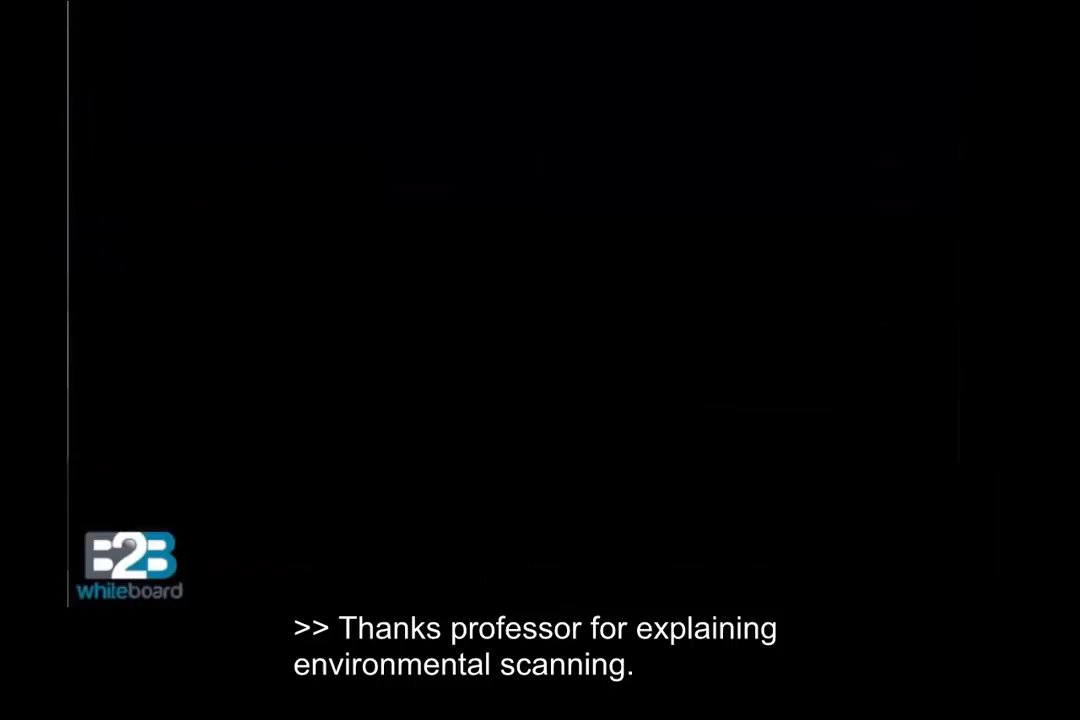 B2B
whiteboard
>> Thanks professor for explaining
environmental scanning.